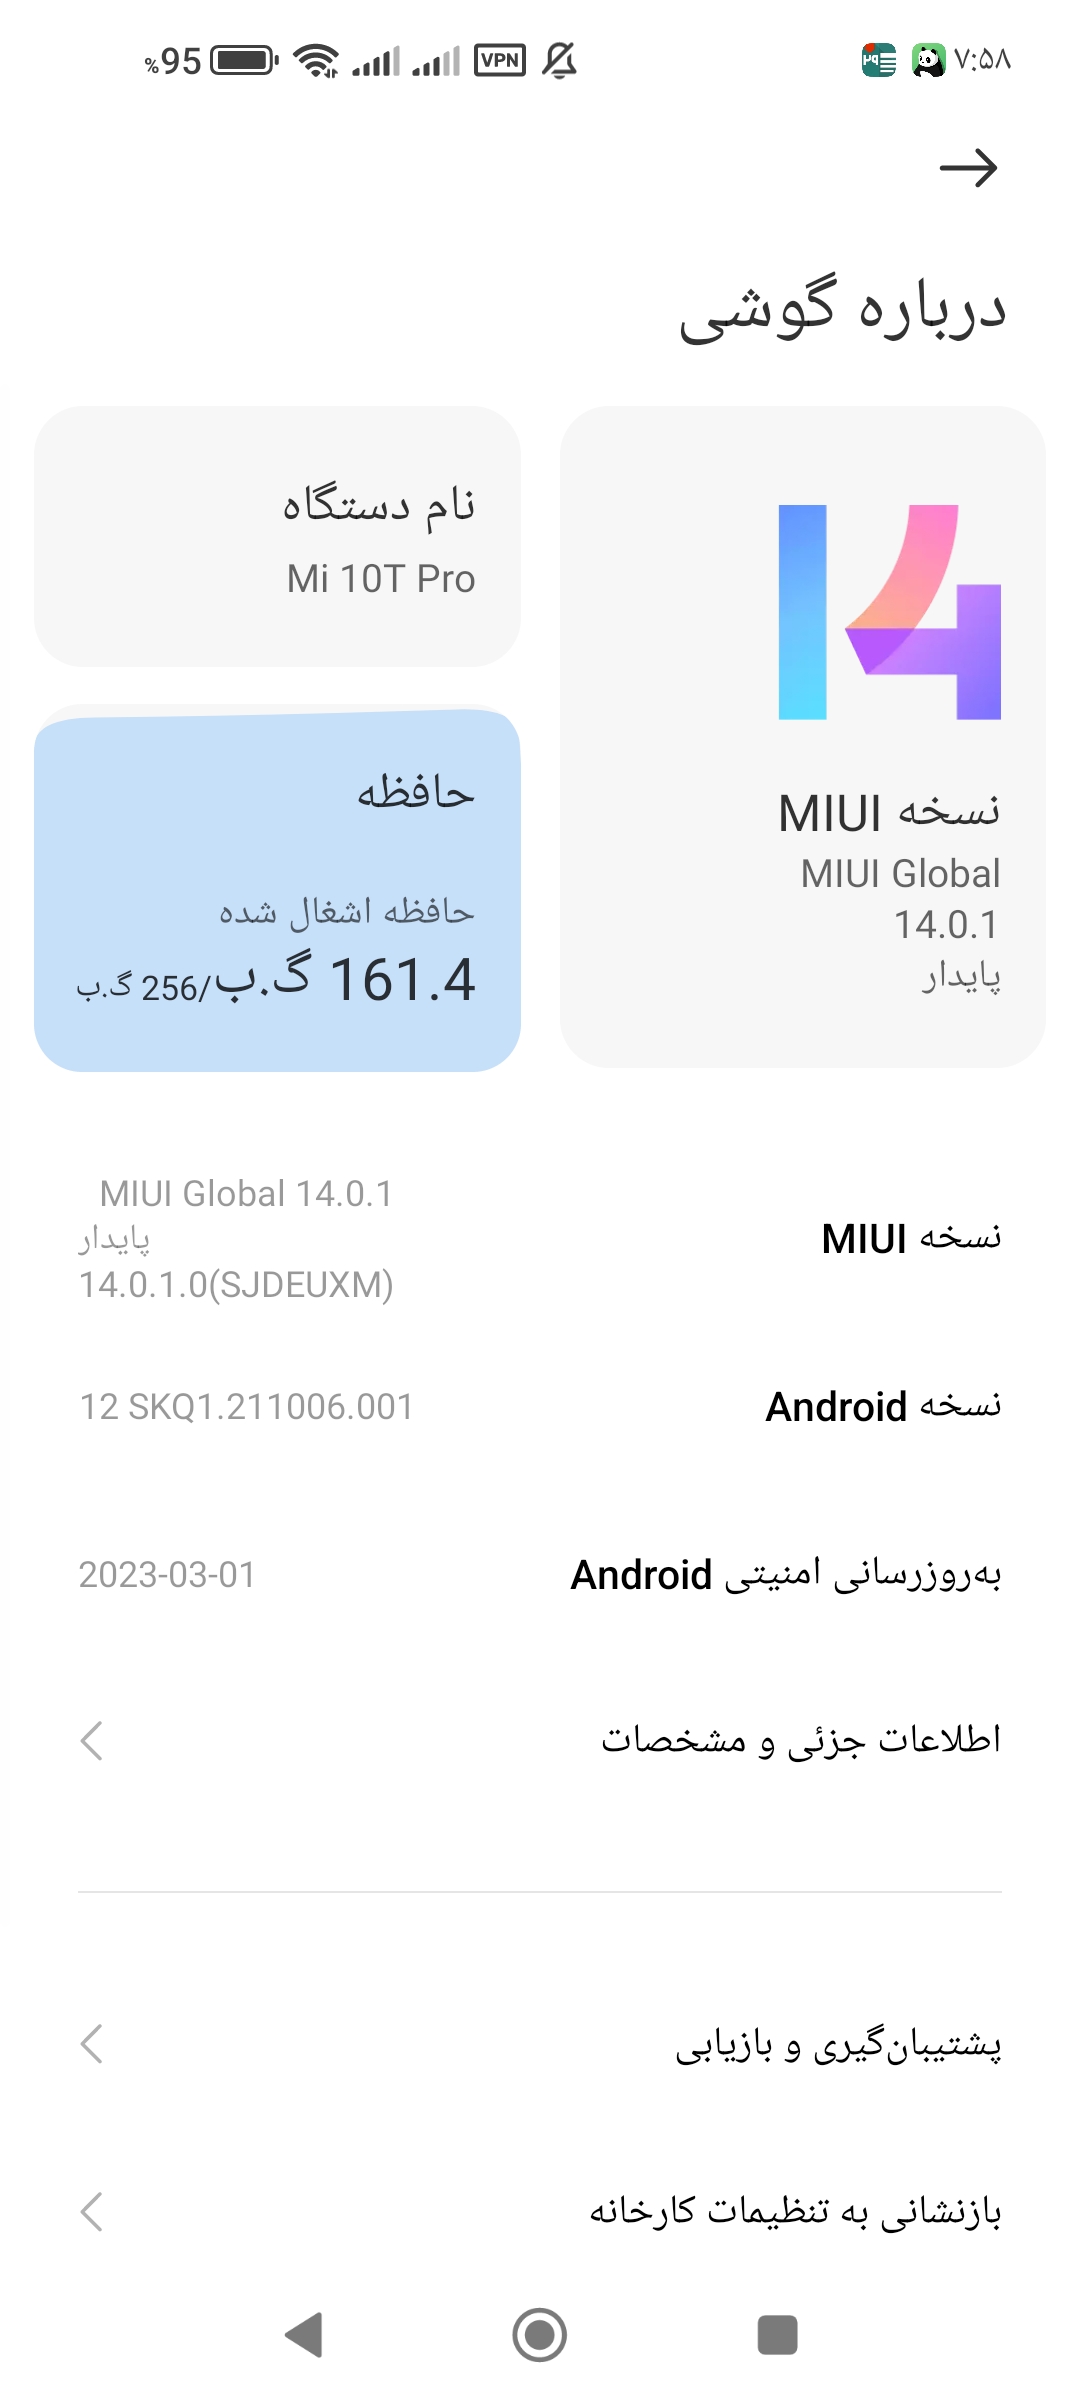 %95 VPN ۷:۵۸
درباره گوشی
14
نسخه MIUI
MIUI Global
14.0.1
پایدار
نام دستگاه
Mi 10T Pro
حافظه
حافظه اشغال شده
161.4 گ.ب/256 گ.ب
نسخه MIUI
MIUI Global 14.0.1
پایدار
14.0.1.0(SJDEUXM)
نسخه Android
12 SKQ1.211006.001
به‌روزرسانی امنیتی Android
2023-03-01
اطلاعات جزئی و مشخصات
پشتیبان‌گیری و بازیابی
بازنشانی به تنظیمات کارخانه